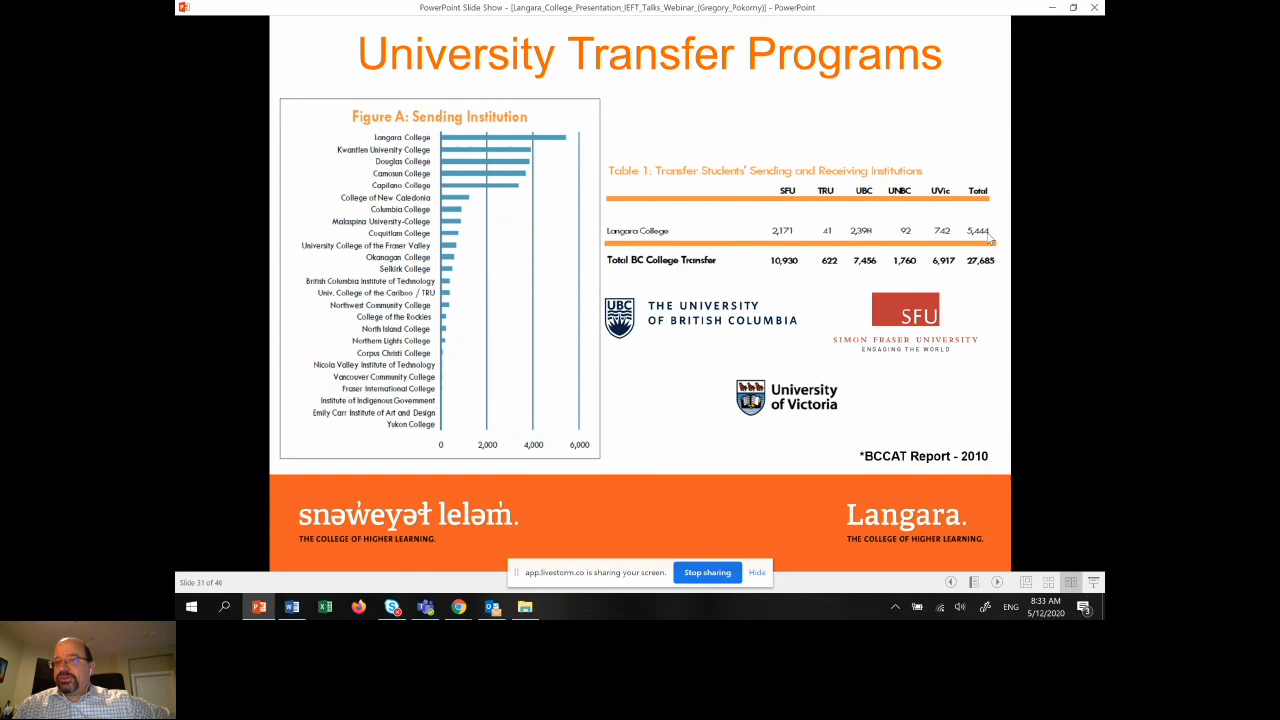 PowerPoint Slide Show - [Langara_College_Presentation_IEFT_Talks_Webinar_(Gregory_Pokorny)] - PowerPoint
University Transfer Programs
Figure A: Sending Institution
Langara College
Kwantlen University College
Douglas College
Camosun College
Capilano College
College of New Caledonia
Columbia College
Malaspina University-College
Coquitlam College
University College of the Fraser Valley
Okanagan College
Selkirk College
British Columbia Institute of Technology
Univ. College of the Cariboo / TRU
Northwest Community College
College of the Rockies
North Island College
Northern Lights College
Corpus Christi College
Nicola Valley Institute of Technology
Vancouver Community College
Fraser International College
Institute of Indigenous Government
Emily Carr Institute of Art and Design
Yukon College
0 2,000 4,000 6,000
Table 1: Transfer Students' Sending and Receiving Institutions
SFU TRU UBC UNBC UVic Total
Langara College 2,171 41 2,398 92 742 5,444
Total BC College Transfer 10,930 622 7,456 1,760 6,917 27,685
UBC
THE UNIVERSITY
OF BRITISH COLUMBIA
SFU
SIMON FRASER UNIVERSITY
ENGAGING THE WORLD
University
of Victoria
*BCCAT Report - 2010
snəw̓eyəɬ leləm̓.
THE COLLEGE OF HIGHER LEARNING.
Langara.
THE COLLEGE OF HIGHER LEARNING.
app.livestorm.co is sharing your screen. Stop sharing Hide
Slide 31 of 46
ENG
8:33 AM
5/12/2020
3